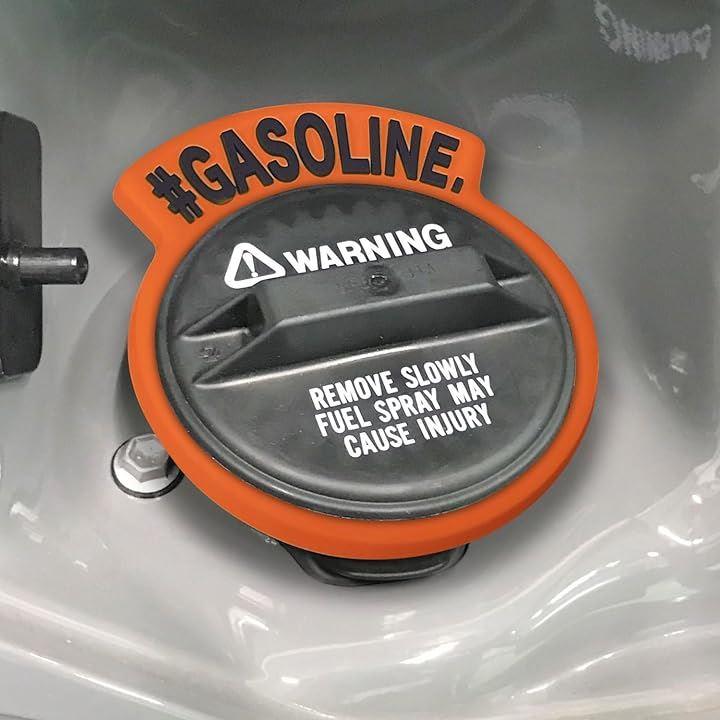 #GASOLINE.
WARNING
REMOVE SLOWLY
FUEL SPRAY MAY
CAUSE INJURY